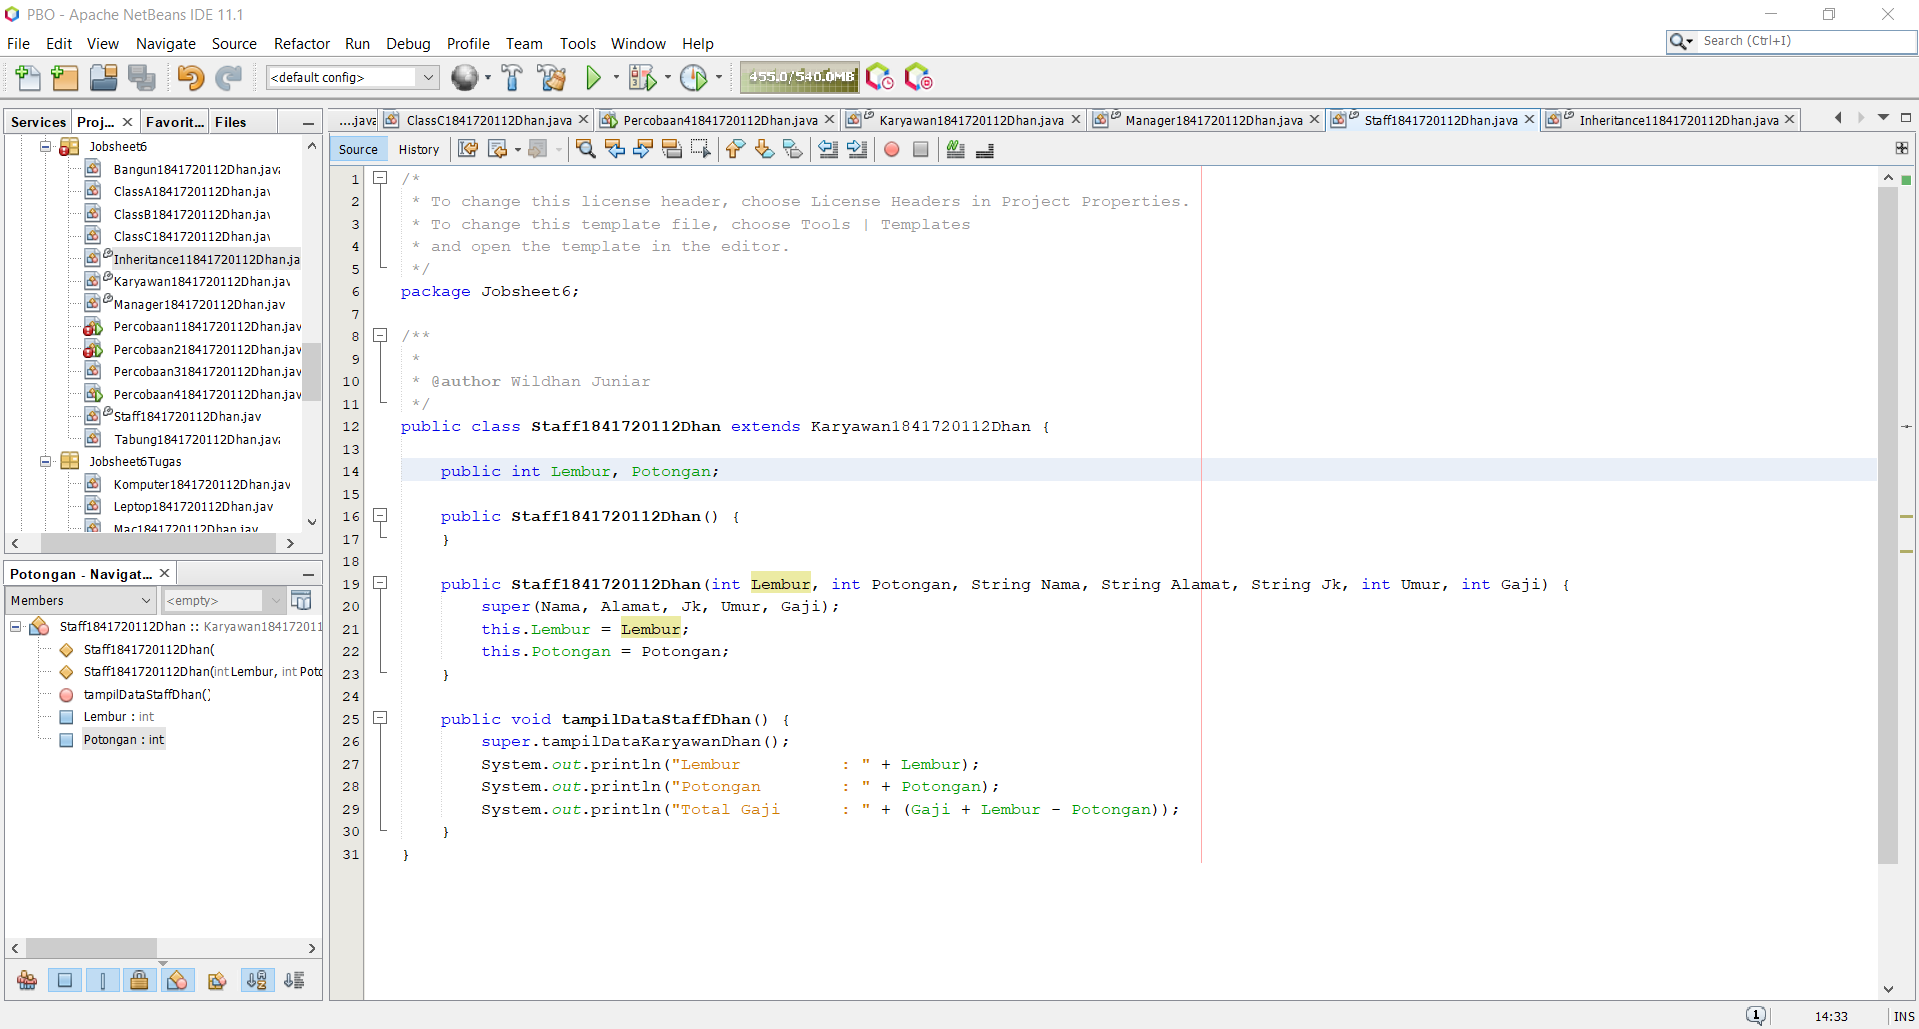 PBO - Apache NetBeans IDE 11.1
File Edit View Navigate Source Refactor Run Debug Profile Team Tools Window Help
Search (Ctrl+I)
<default config>
455.0/540.0MB
Services Proj... Favorit... Files
....java ClassC1841720112Dhan.java Percobaan41841720112Dhan.java Karyawan1841720112Dhan.java Manager1841720112Dhan.java Staff1841720112Dhan.java Inheritance11841720112Dhan.java
Source History
Jobsheet6
Bangun1841720112Dhan.java
ClassA1841720112Dhan.jav
ClassB1841720112Dhan.jav
ClassC1841720112Dhan.jav
Inheritance11841720112Dhan.ja
Karyawan1841720112Dhan.jav
Manager1841720112Dhan.jav
Percobaan11841720112Dhan.jav
Percobaan21841720112Dhan.jav
Percobaan31841720112Dhan.jav
Percobaan41841720112Dhan.jav
Staff1841720112Dhan.jav
Tabung1841720112Dhan.java
Jobsheet6Tugas
Komputer1841720112Dhan.jav
Leptop1841720112Dhan.jav
Mac1841720112Dhan.jav
Potongan - Navigat...
Members <empty>
Staff1841720112Dhan :: Karyawan184172011
Staff1841720112Dhan(
Staff1841720112Dhan(int Lembur, int Poto
tampilDataStaffDhan()
Lembur : int
Potongan : int
1 /*
2 * To change this license header, choose License Headers in Project Properties.
3 * To change this template file, choose Tools | Templates
4 * and open the template in the editor.
5 */
6 package Jobsheet6;
7
8 /**
9 *
10 * @author Wildhan Juniar
11 */
12 public class Staff1841720112Dhan extends Karyawan1841720112Dhan {
13
14 public int Lembur, Potongan;
15
16 public Staff1841720112Dhan() {
17 }
18
19 public Staff1841720112Dhan(int Lembur, int Potongan, String Nama, String Alamat, String Jk, int Umur, int Gaji) {
20 super(Nama, Alamat, Jk, Umur, Gaji);
21 this.Lembur = Lembur;
22 this.Potongan = Potongan;
23 }
24
25 public void tampilDataStaffDhan() {
26 super.tampilDataKaryawanDhan();
27 System.out.println("Lembur : " + Lembur);
28 System.out.println("Potongan : " + Potongan);
29 System.out.println("Total Gaji : " + (Gaji + Lembur - Potongan));
30 }
31 }
1 14:33 INS